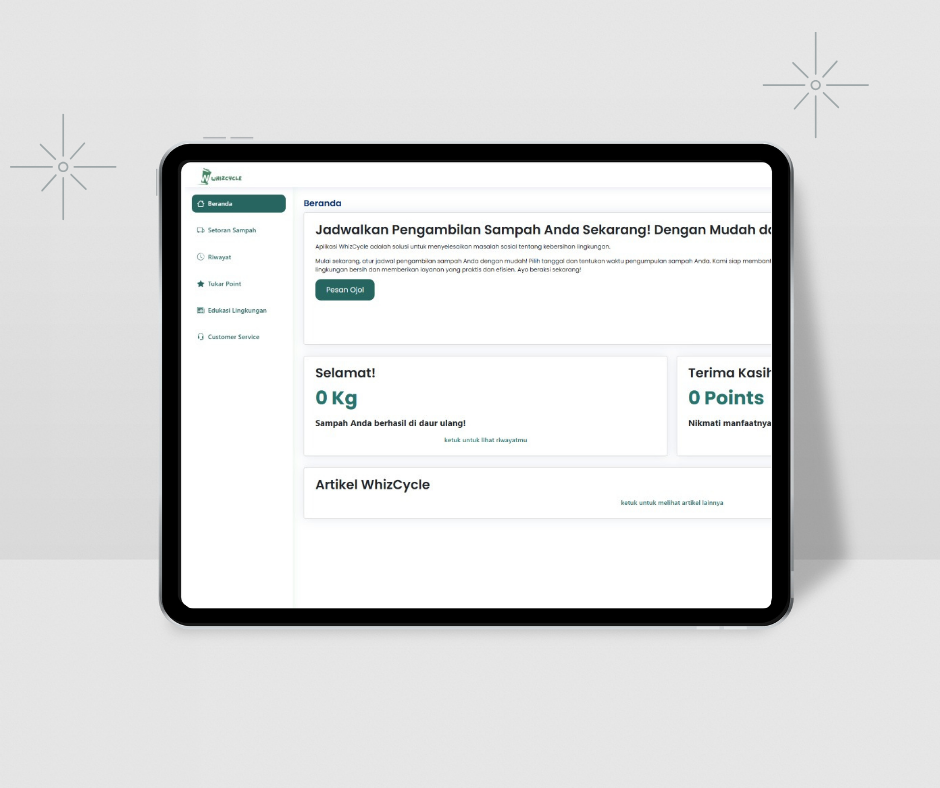 WHIZCYCLE
Beranda
Setoran Sampah
Riwayat
Tukar Point
Edukasi Lingkungan
Customer Service
Beranda
Jadwalkan Pengambilan Sampah Anda Sekarang! Dengan Mudah
Aplikasi WhizCycle adalah solusi untuk menyelesaikan masalah sosial tentang kebersihan lingkungan.
Mulai sekarang, atur jadwal pengambilan sampah Anda dengan mudah! Pilih tanggal dan tentukan waktu pengumpulan sampah Anda. Kami siap
lingkungan bersih dan memberikan layanan yang praktis dan efisien. Ayo beraksi sekarang!
Pesan Ojol
Selamat!
0 Kg
Sampah Anda berhasil di daur ulang!
ketuk untuk lihat riwayatmu
Terima Kasih
0 Points
Nikmati manfaatnya
Artikel WhizCycle
ketuk untuk melihat artikel lainnya